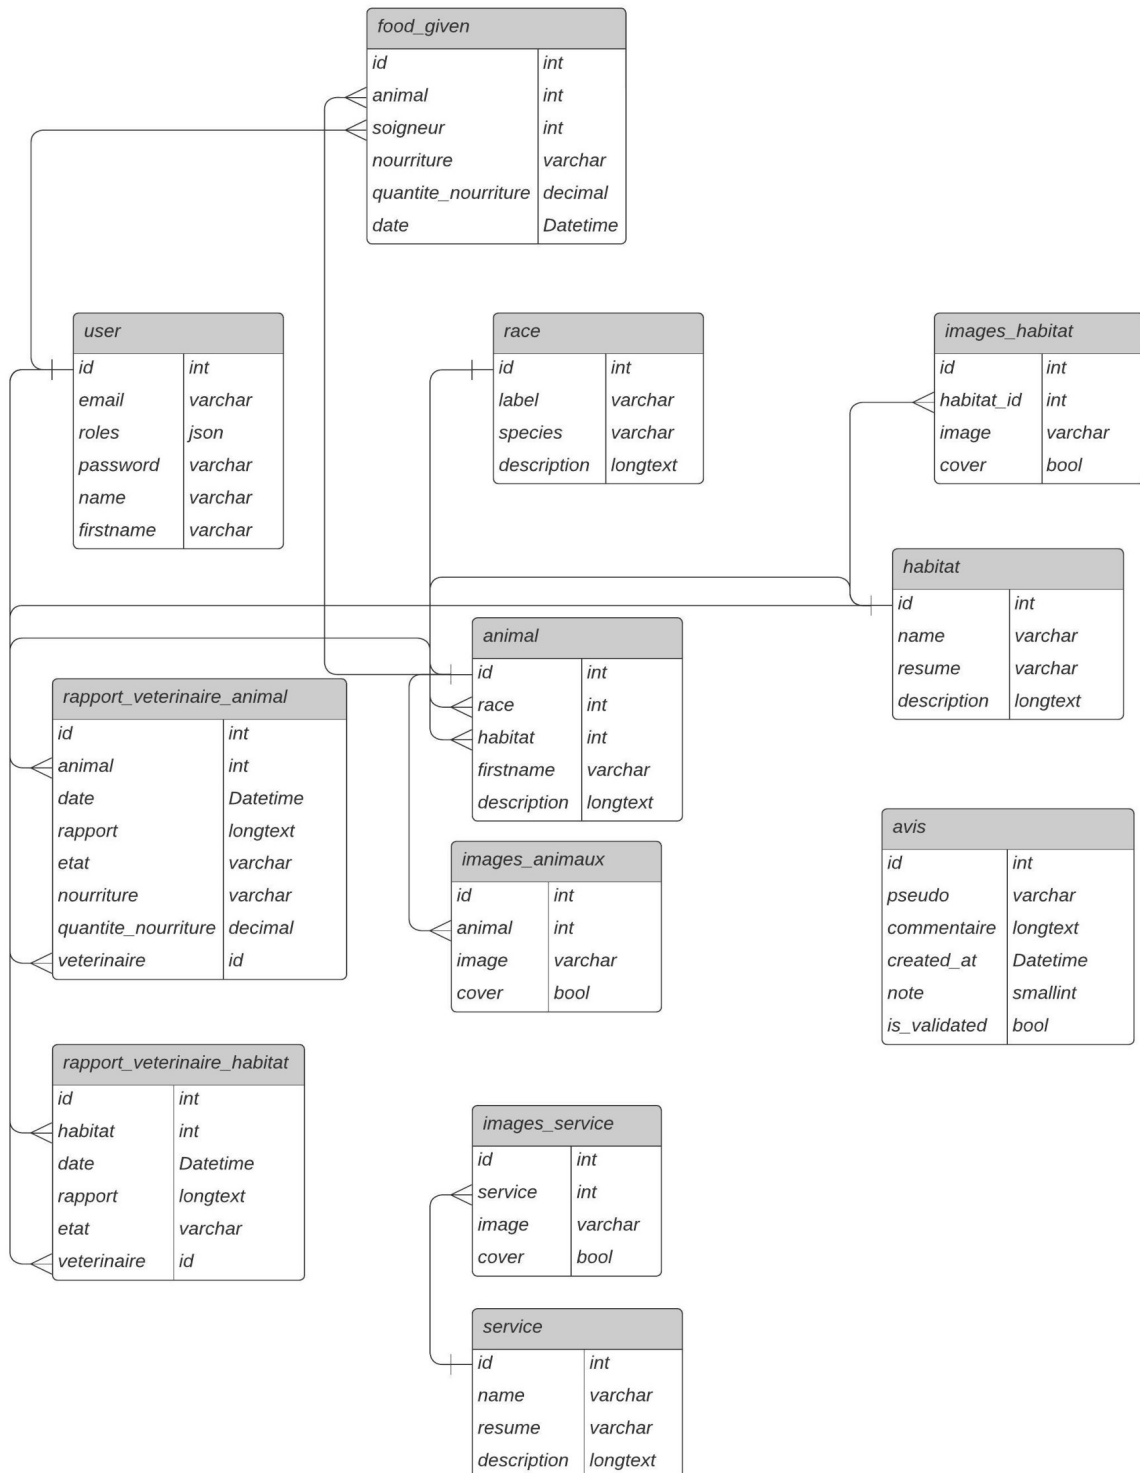 food_given
id int
animal int
soigneur int
nourriture varchar
quantite_nourriture decimal
date Datetime
user
id int
email varchar
roles json
password varchar
name varchar
firstname varchar
race
id int
label varchar
species varchar
description longtext
images_habitat
id int
habitat_id int
image varchar
cover bool
habitat
id int
name varchar
resume varchar
description longtext
animal
id int
race int
habitat int
firstname varchar
description longtext
rapport_veterinaire_animal
id int
animal int
date Datetime
rapport longtext
etat varchar
nourriture varchar
quantite_nourriture decimal
veterinaire id
images_animaux
id int
animal int
image varchar
cover bool
avis
id int
pseudo varchar
commentaire longtext
created_at Datetime
note smallint
is_validated bool
rapport_veterinaire_habitat
id int
habitat int
date Datetime
rapport longtext
etat varchar
veterinaire id
images_service
id int
service int
image varchar
cover bool
service
id int
name varchar
resume varchar
description longtext